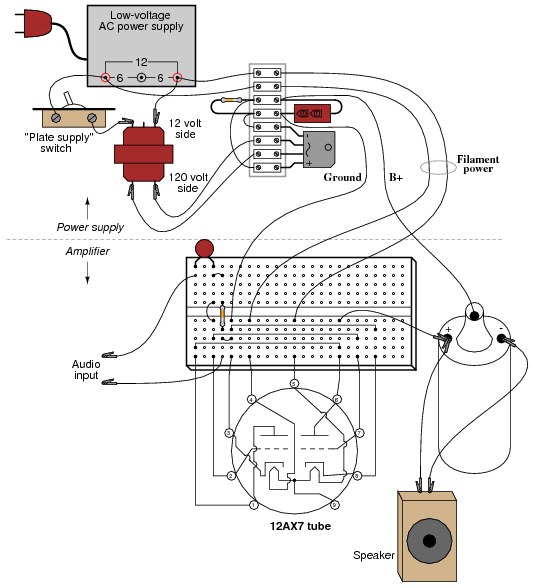 Low-voltage
AC power supply
12
6
6
"Plate supply"
switch
12 volt
side
120 volt
side
Ground
B+
Filament
power
Power supply
Amplifier
Audio
input
+
-
+
-
5
4
6
3
7
2
8
1
9
12AX7 tube
Speaker